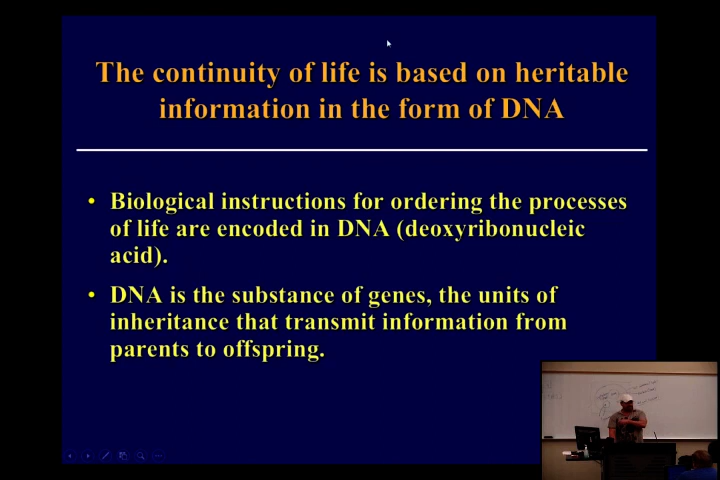 The continuity of life is based on heritable
information in the form of DNA
• Biological instructions for ordering the processes
of life are encoded in DNA (deoxyribonucleic
acid).
• DNA is the substance of genes, the units of
inheritance that transmit information from
parents to offspring.